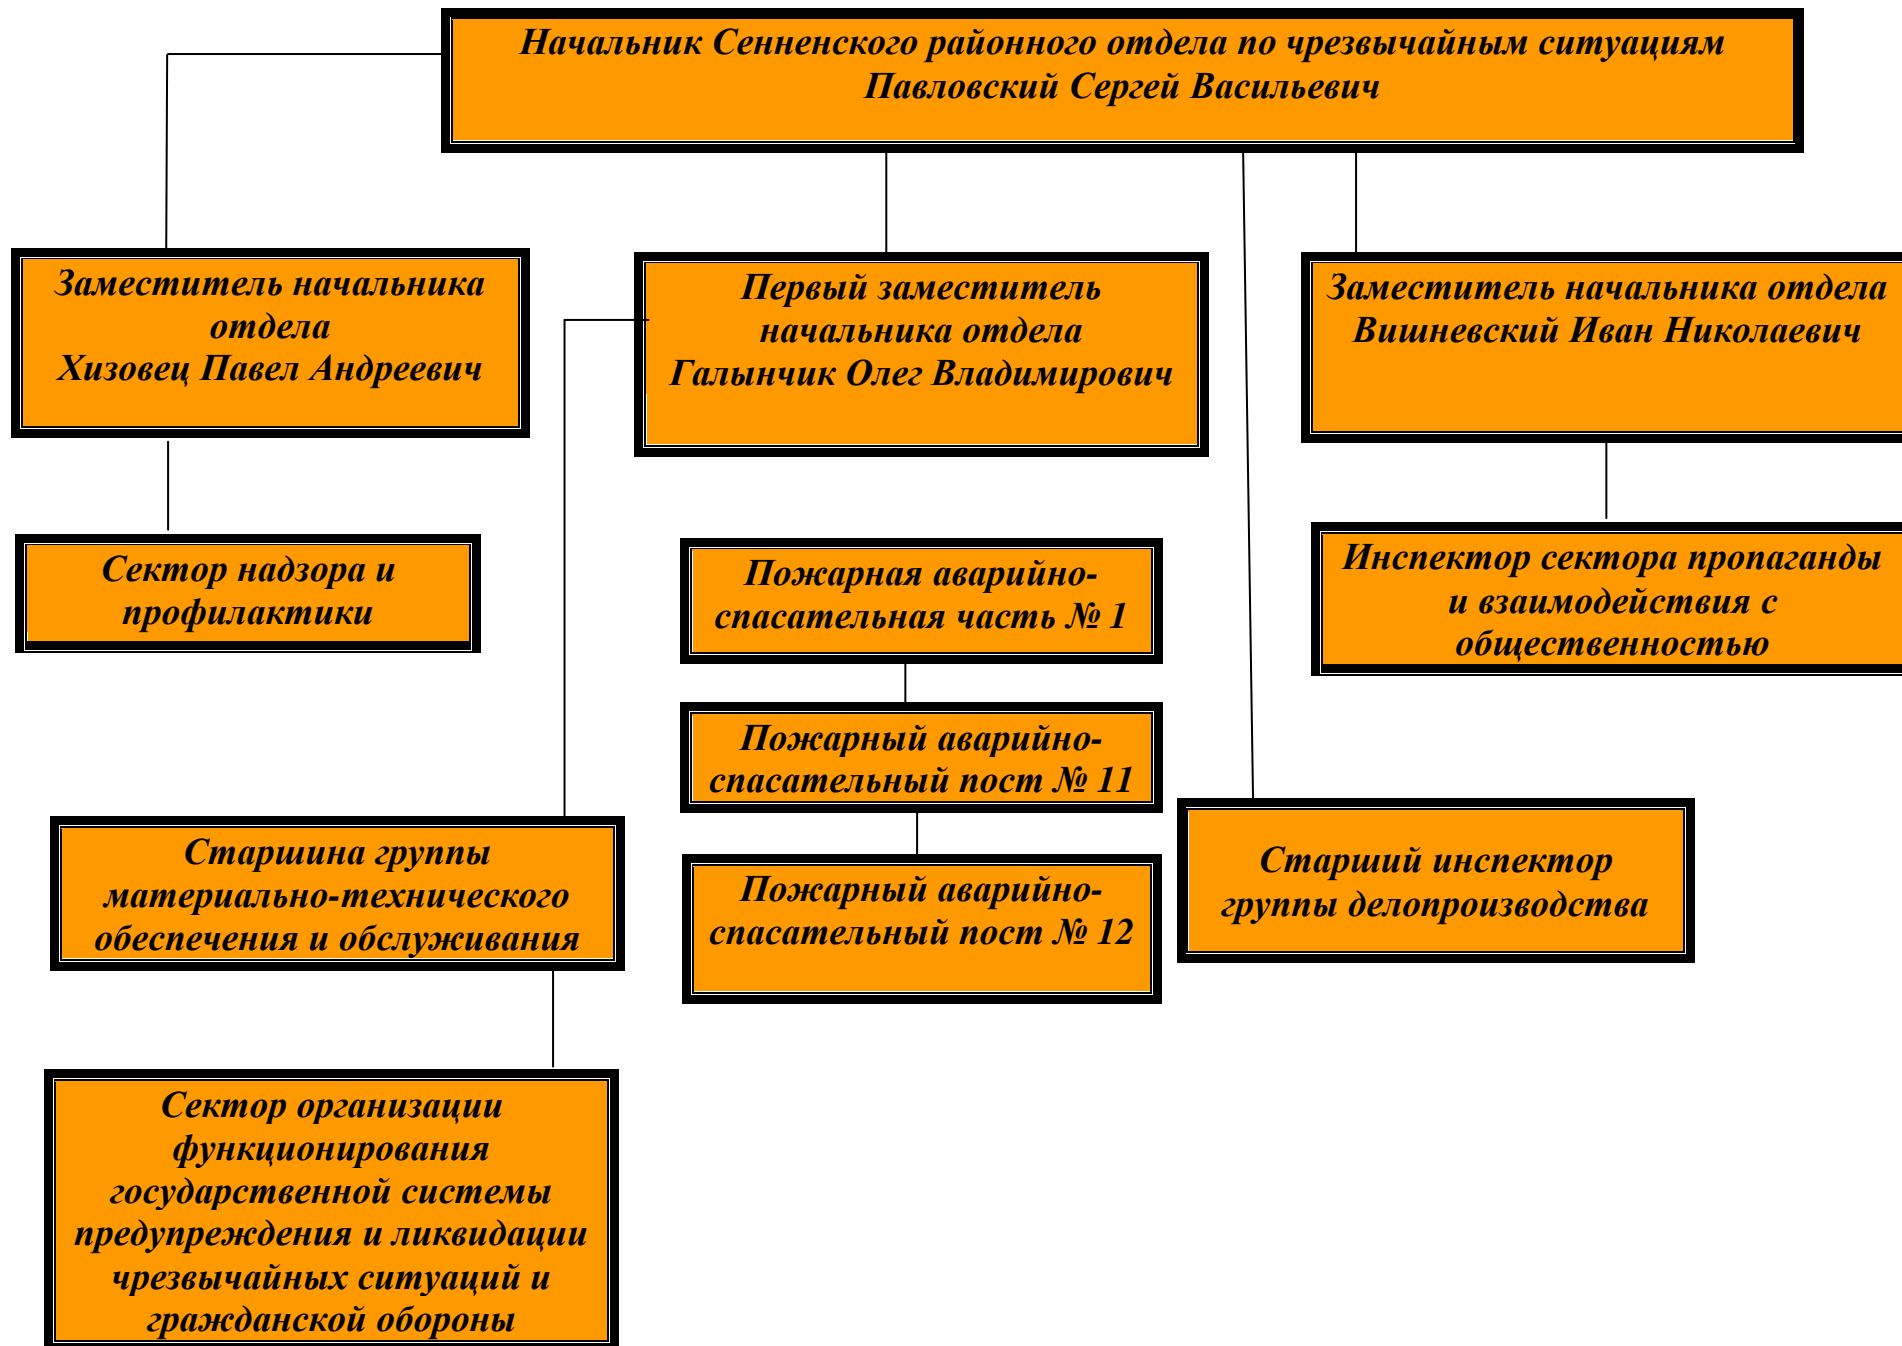 Начальник Сенненского районного отдела по чрезвычайным ситуациям
Павловский Сергей Васильевич
Заместитель начальника
отдела
Хизовец Павел Андреевич
Первый заместитель
начальника отдела
Галынчик Олег Владимирович
Заместитель начальника отдела
Вишневский Иван Николаевич
Сектор надзора и
профилактики
Пожарная аварийно-
спасательная часть № 1
Инспектор сектора пропаганды
и взаимодействия с
общественностью
Пожарный аварийно-
спасательный пост № 11
Старшина группы
материально-технического
обеспечения и обслуживания
Пожарный аварийно-
спасательный пост № 12
Старший инспектор
группы делопроизводства
Сектор организации
функционирования
государственной системы
предупреждения и ликвидации
чрезвычайных ситуаций и
гражданской обороны